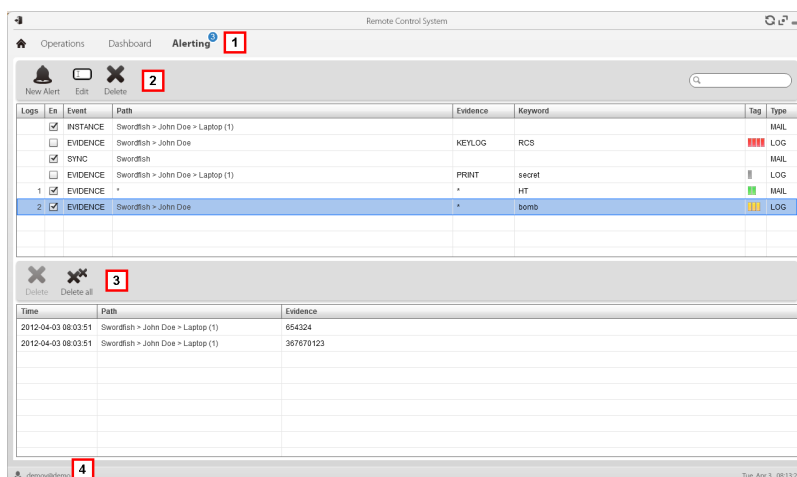 Remote Control System
Operations Dashboard Alerting 3 1
New Alert Edit Delete 2
Logs En Event Path Evidence Keyword Tag Type
INSTANCE Swordfish > John Doe > Laptop (1) MAIL
EVIDENCE Swordfish > John Doe KEYLOG RCS LOG
SYNC Swordfish MAIL
EVIDENCE Swordfish > John Doe > Laptop (1) PRINT secret LOG
1 EVIDENCE * * HT MAIL
2 EVIDENCE Swordfish > John Doe * bomb LOG
Delete Delete all 3
Time Path Evidence
2012-04-03 08:03:51 Swordfish > John Doe > Laptop (1) 654324
2012-04-03 08:03:51 Swordfish > John Doe > Laptop (1) 367670123
4
Tue, Apr 3,